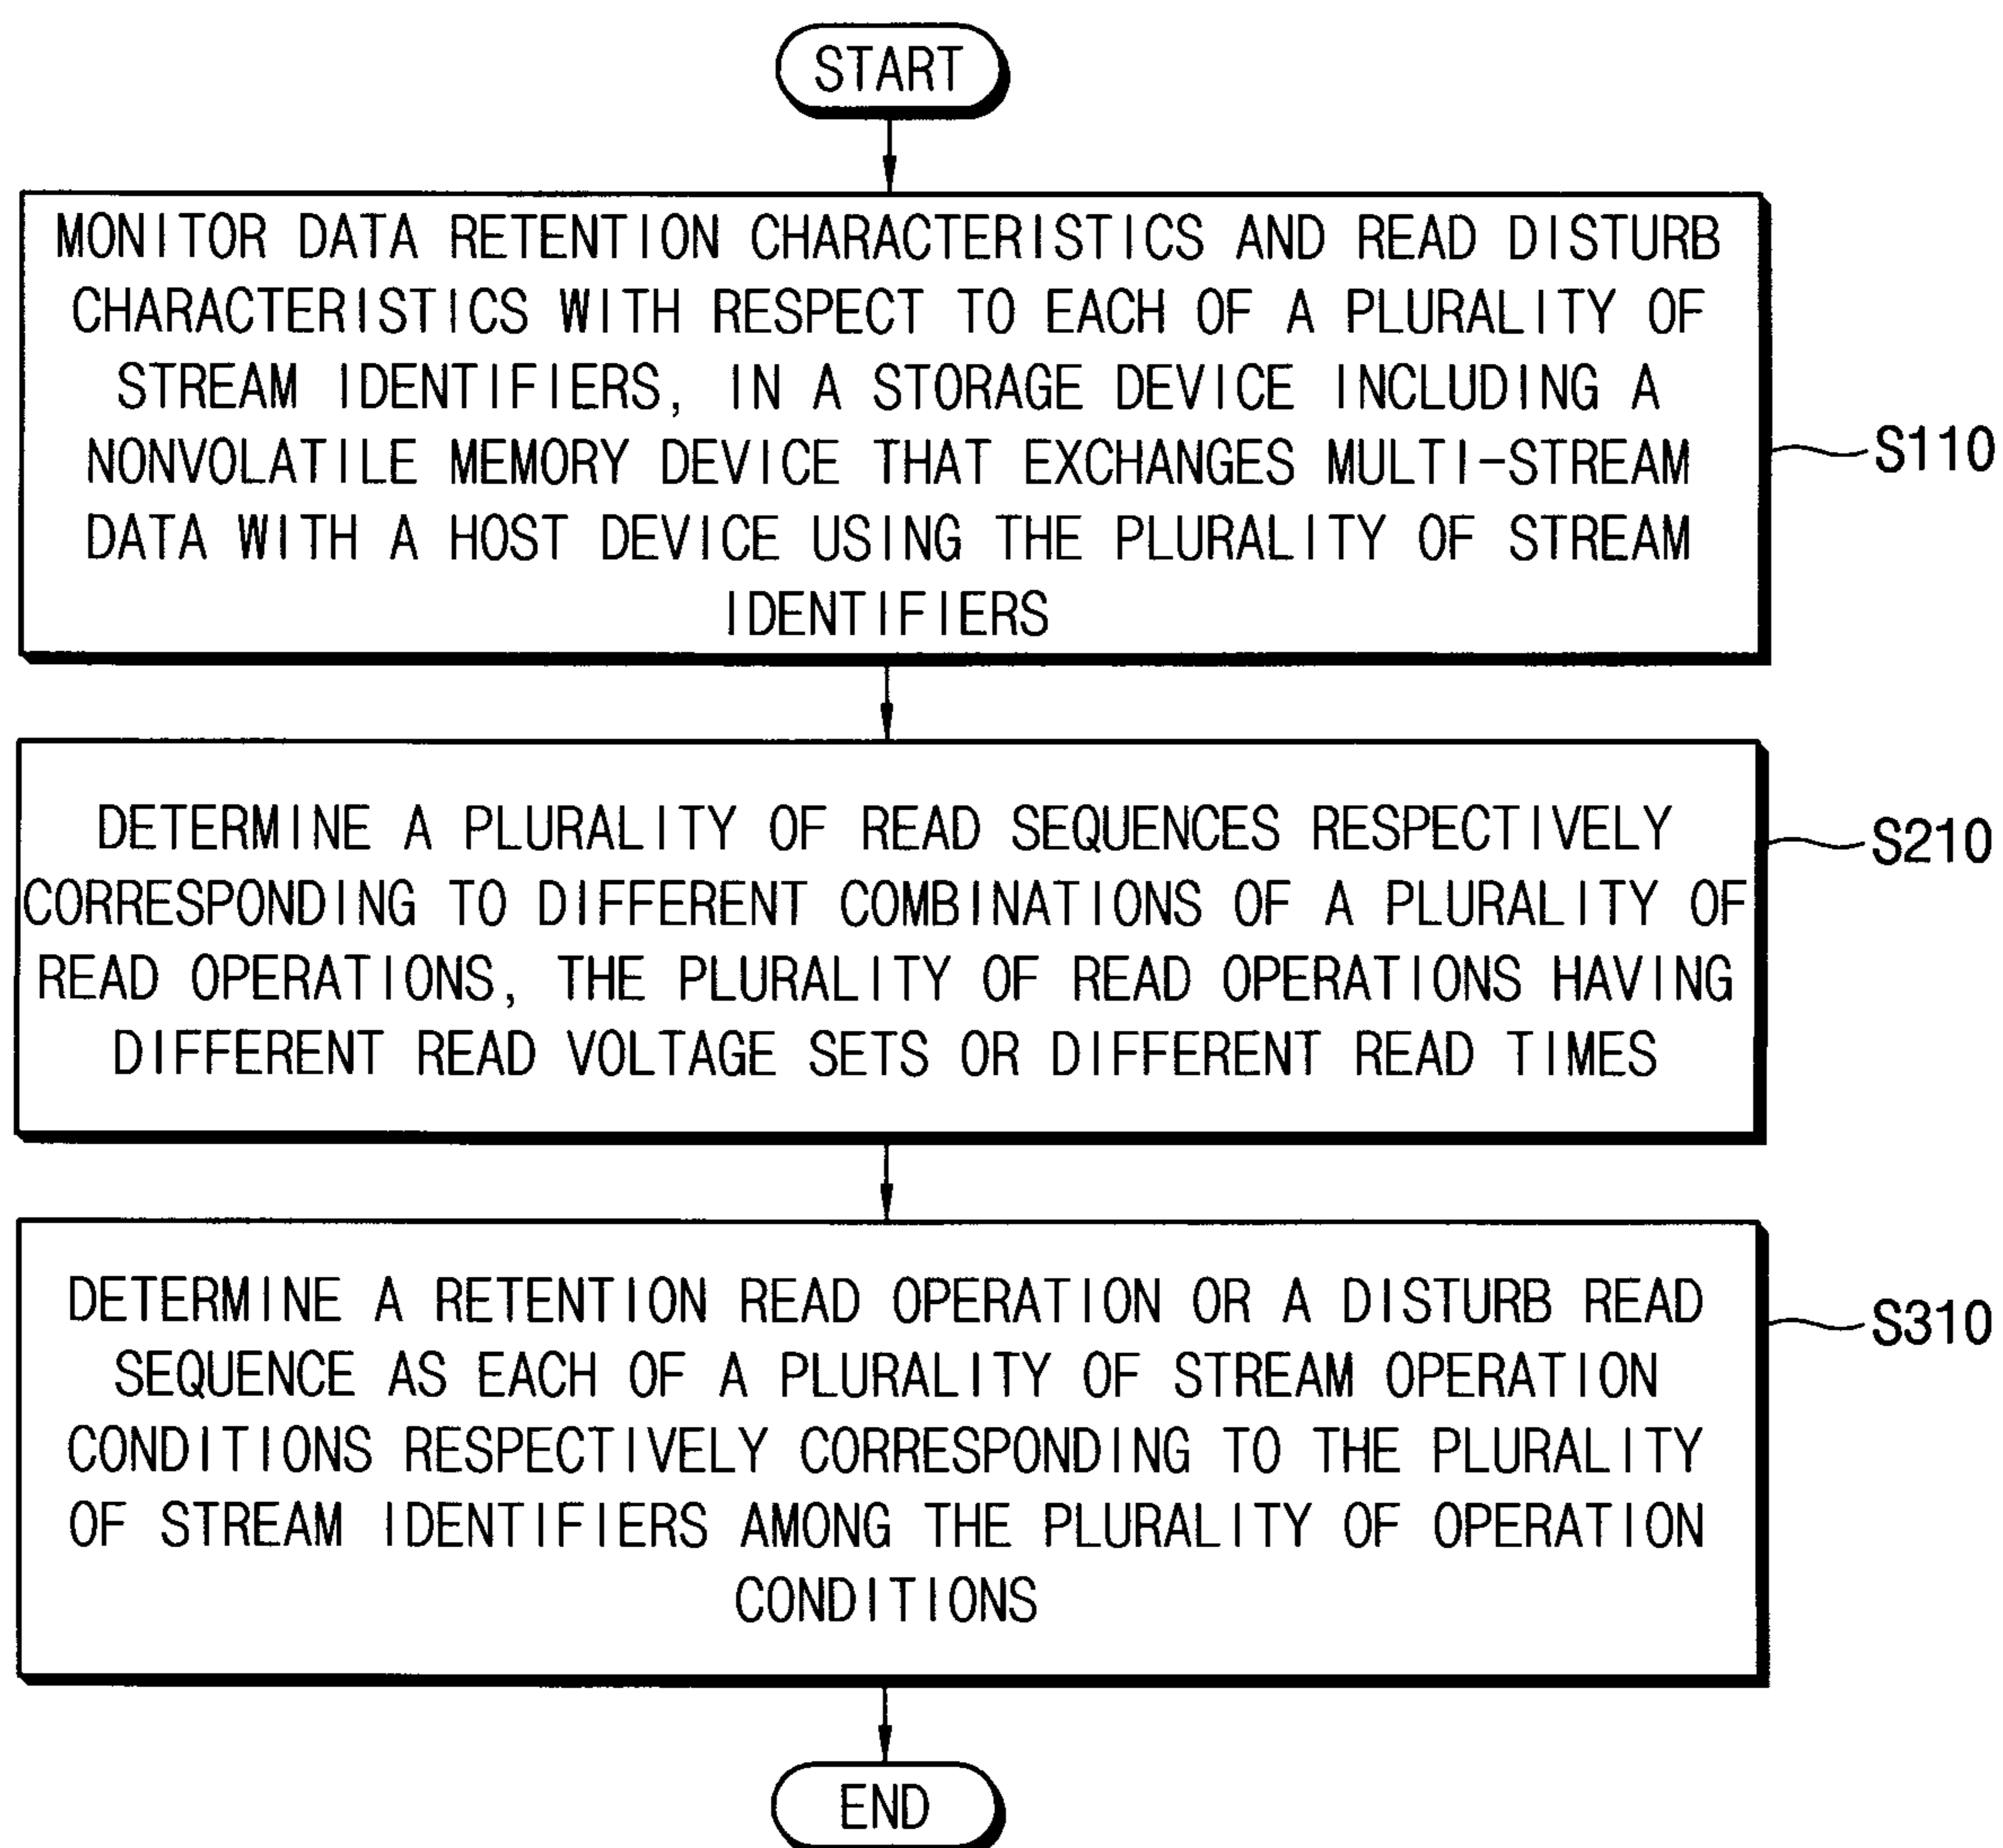 START
MONITOR DATA RETENTION CHARACTERISTICS AND READ DISTURB
CHARACTERISTICS WITH RESPECT TO EACH OF A PLURALITY OF
STREAM IDENTIFIERS, IN A STORAGE DEVICE INCLUDING A
NONVOLATILE MEMORY DEVICE THAT EXCHANGES MULTI-STREAM
DATA WITH A HOST DEVICE USING THE PLURALITY OF STREAM
IDENTIFIERS
S110
DETERMINE A PLURALITY OF READ SEQUENCES RESPECTIVELY
CORRESPONDING TO DIFFERENT COMBINATIONS OF A PLURALITY OF
READ OPERATIONS, THE PLURALITY OF READ OPERATIONS HAVING
DIFFERENT READ VOLTAGE SETS OR DIFFERENT READ TIMES
S210
DETERMINE A RETENTION READ OPERATION OR A DISTURB READ
SEQUENCE AS EACH OF A PLURALITY OF STREAM OPERATION
CONDITIONS RESPECTIVELY CORRESPONDING TO THE PLURALITY
OF STREAM IDENTIFIERS AMONG THE PLURALITY OF OPERATION
CONDITIONS
S310
END